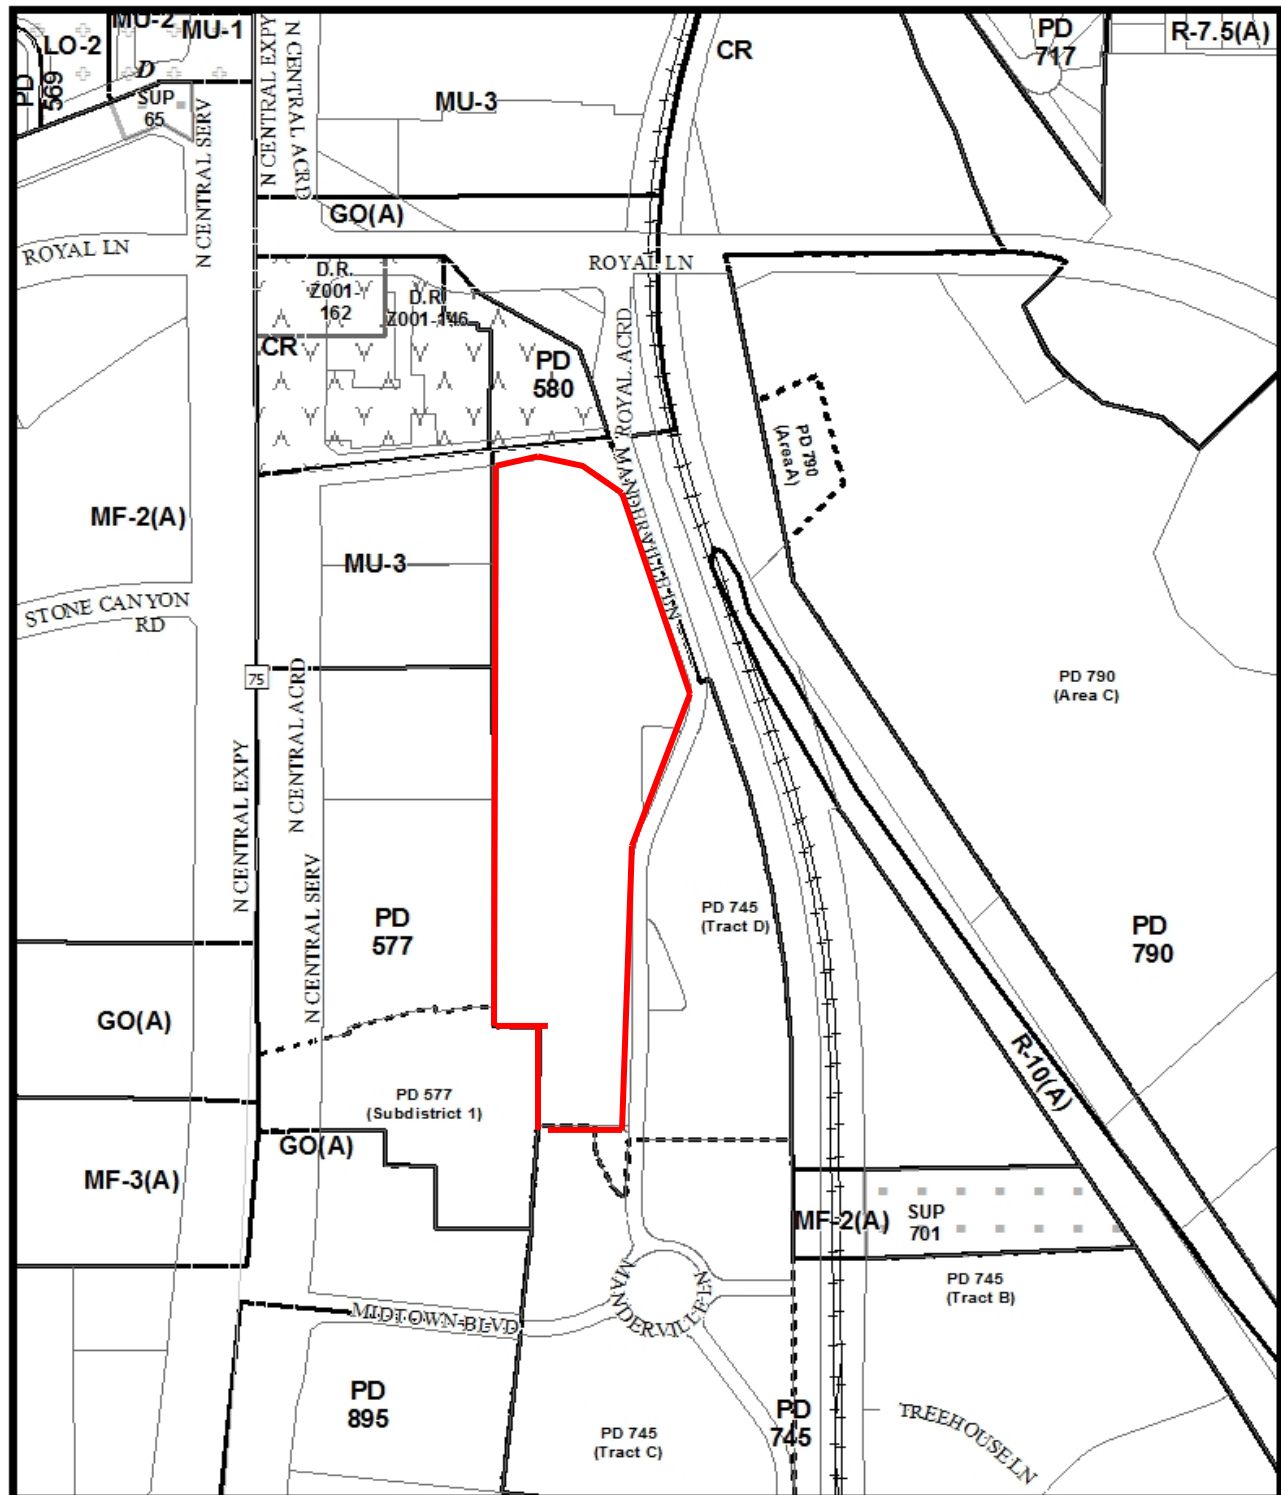 MU-2
MU-1
LO-2
D
PD
569
SUP
65
N CENTRAL EXPY
N CENTRAL ACRD
N CENTRAL SERV
MU-3
CR
PD
717
R-7.5(A)
GO(A)
ROYAL LN
ROYAL LN
D.R.
Z001-
162
D.R.
Z001-146
CR
PD
580
ROYAL ACRD
MANDERVILLE LN
PD 790
(Area A)
MF-2(A)
MU-3
STONE CANYON
RD
75
N CENTRAL ACRD
N CENTRAL EXPY
N CENTRAL SERV
PD 790
(Area C)
PD
577
PD 745
(Tract D)
PD
790
GO(A)
R-10(A)
PD 577
(Subdistrict 1)
GO(A)
MF-3(A)
MF-2(A)
SUP
701
PD 745
(Tract B)
MANDERVILLE LN
MIDTOWN BLVD
PD
895
PD 745
(Tract C)
PD
745
TREEHOUSE LN